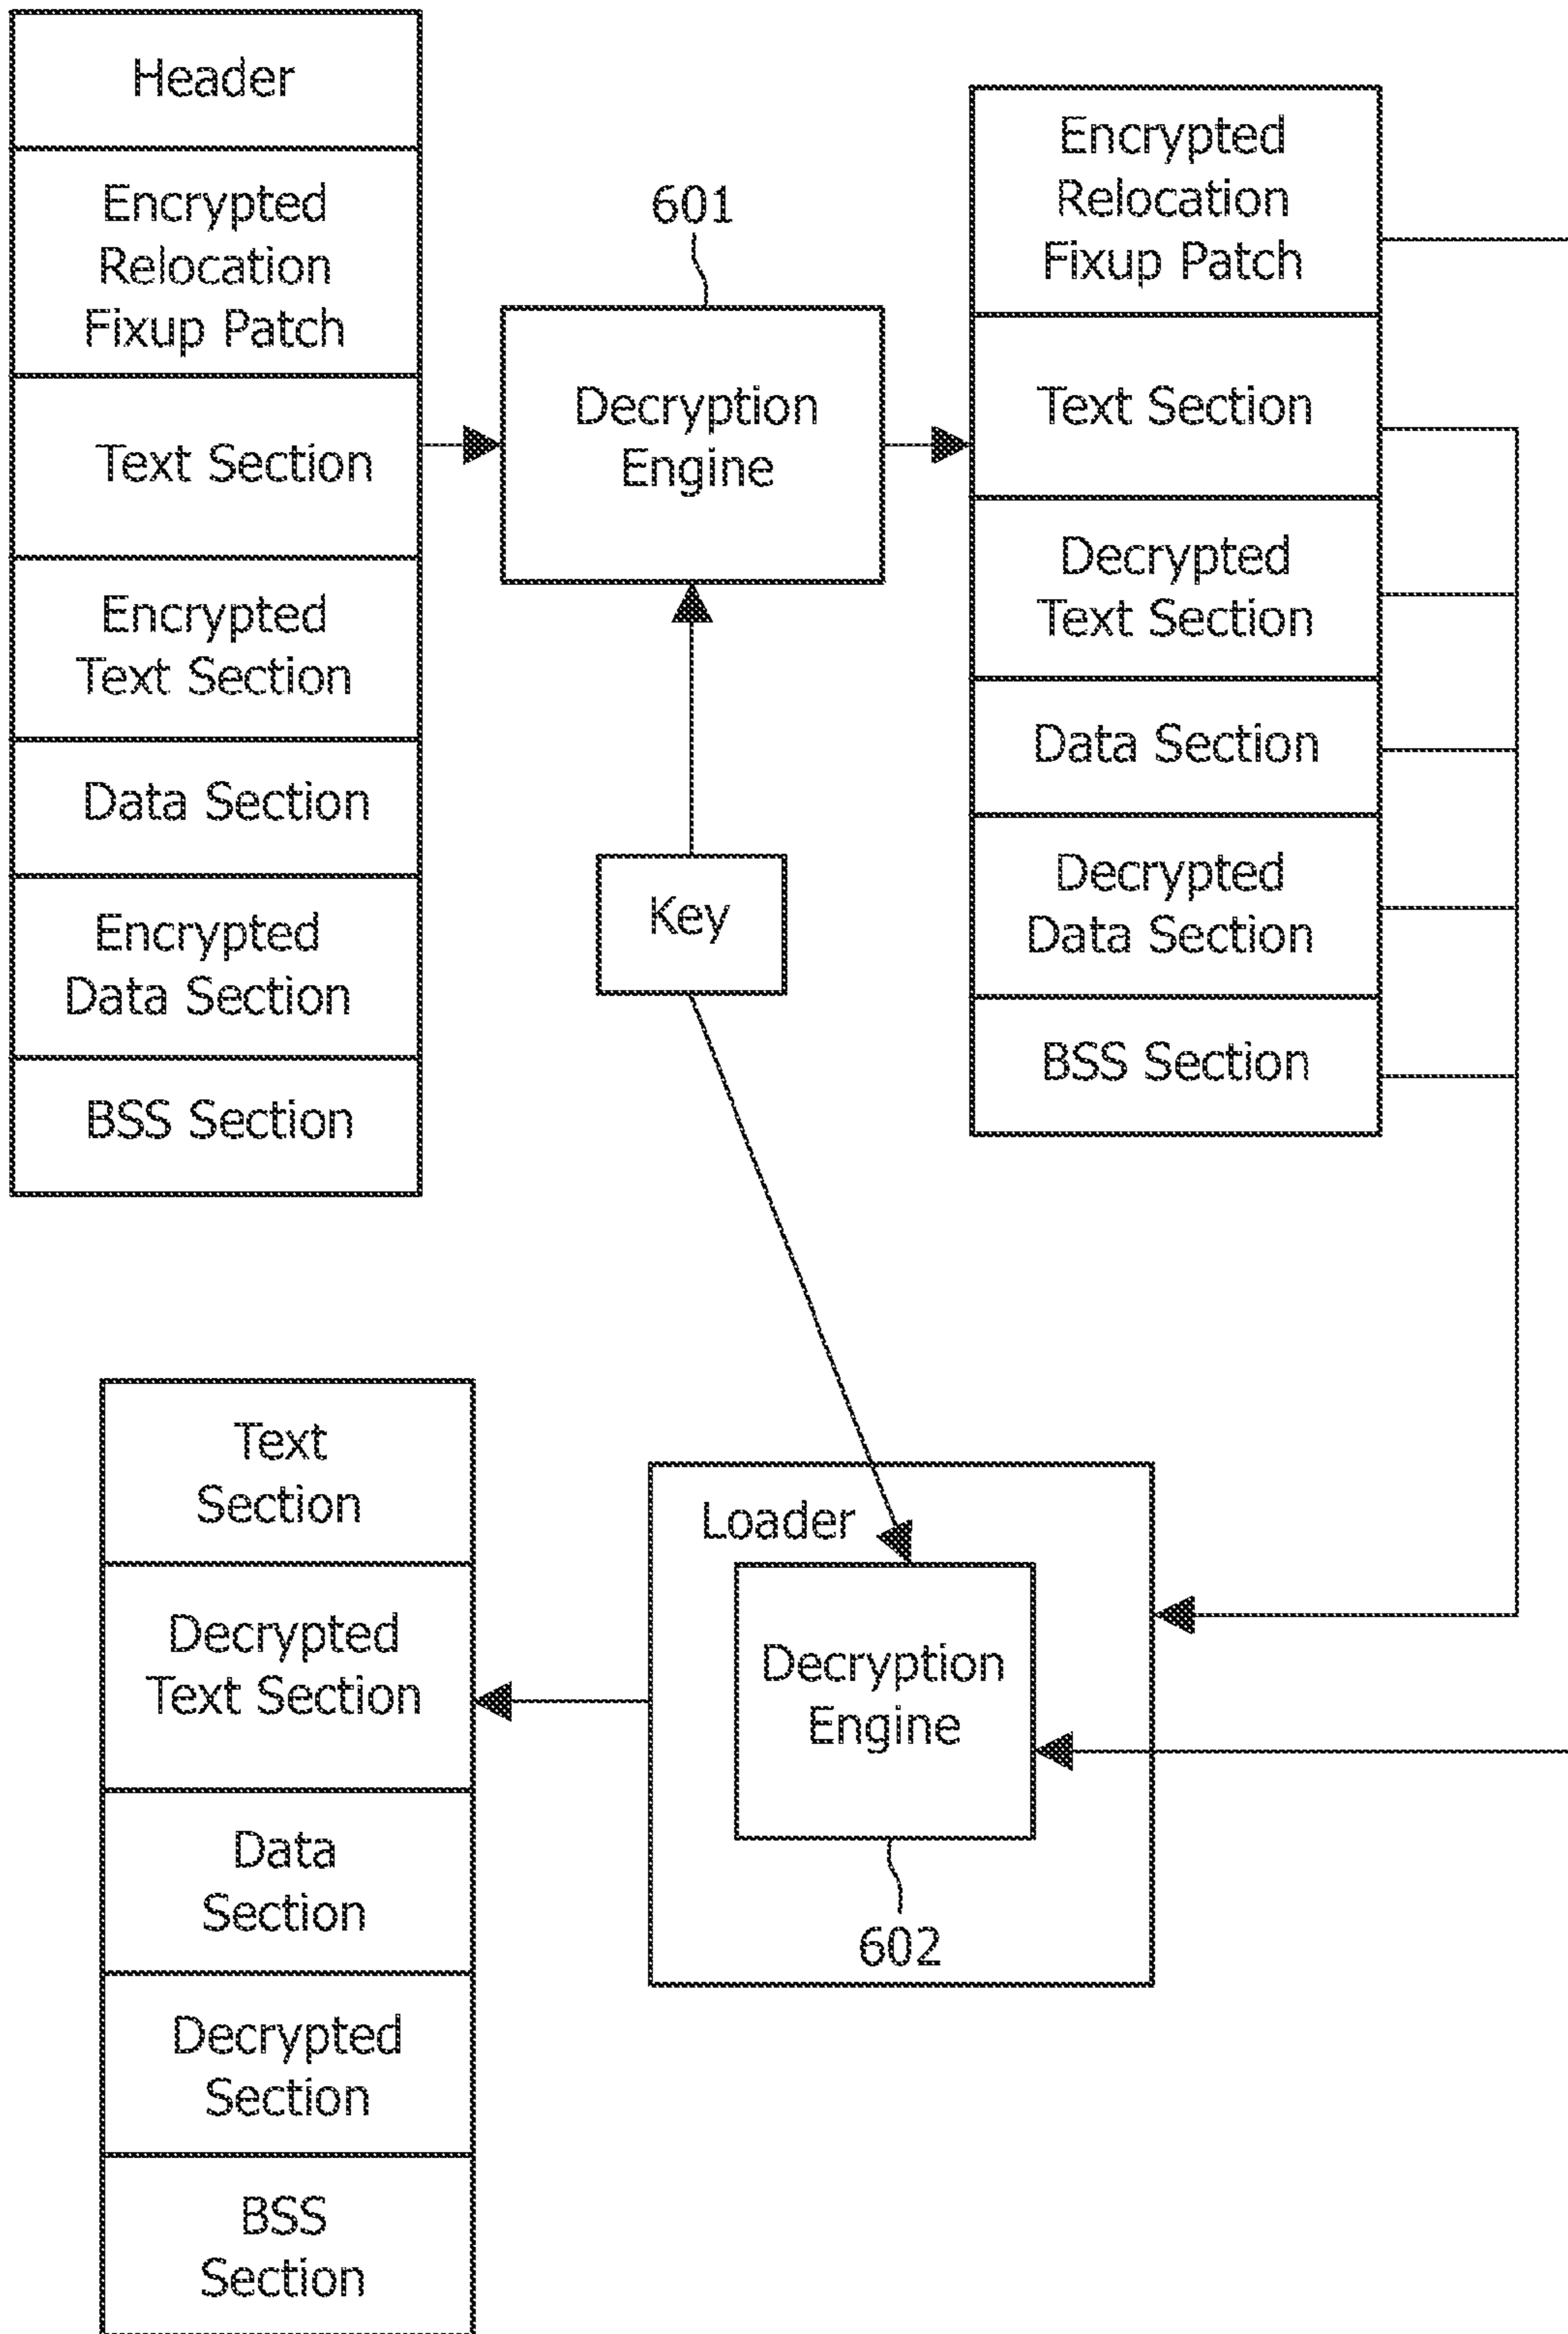 Header
Encrypted
Relocation
Fixup Patch
Text Section
Encrypted
Text Section
Data Section
Encrypted
Data Section
BSS Section
601
Decryption
Engine
Key
Encrypted
Relocation
Fixup Patch
Text Section
Decrypted
Text Section
Data Section
Decrypted
Data Section
BSS Section
Text
Section
Decrypted
Text Section
Data
Section
Decrypted
Section
BSS
Section
Loader
Decryption
Engine
602